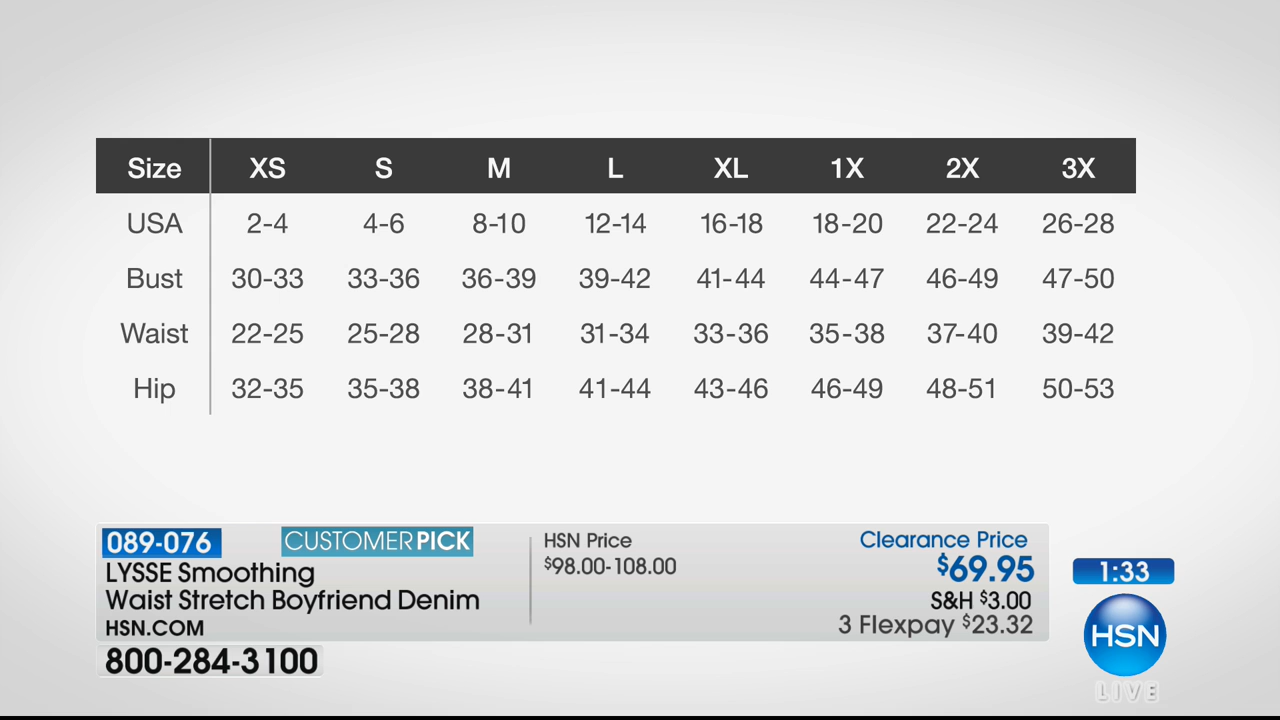 Size XS S M L XL 1X 2X 3X
USA 2-4 4-6 8-10 12-14 16-18 18-20 22-24 26-28
Bust 30-33 33-36 36-39 39-42 41-44 44-47 46-49 47-50
Waist 22-25 25-28 28-31 31-34 33-36 35-38 37-40 39-42
Hip 32-35 35-38 38-41 41-44 43-46 46-49 48-51 50-53
089-076 CUSTOMERPICK
LYSSE Smoothing
Waist Stretch Boyfriend Denim
HSN.COM
800-284-3100
HSN Price
$98.00-108.00
Clearance Price
$69.95
S&H $3.00
3 Flexpay $23.32
1:33
HSN
LIVE